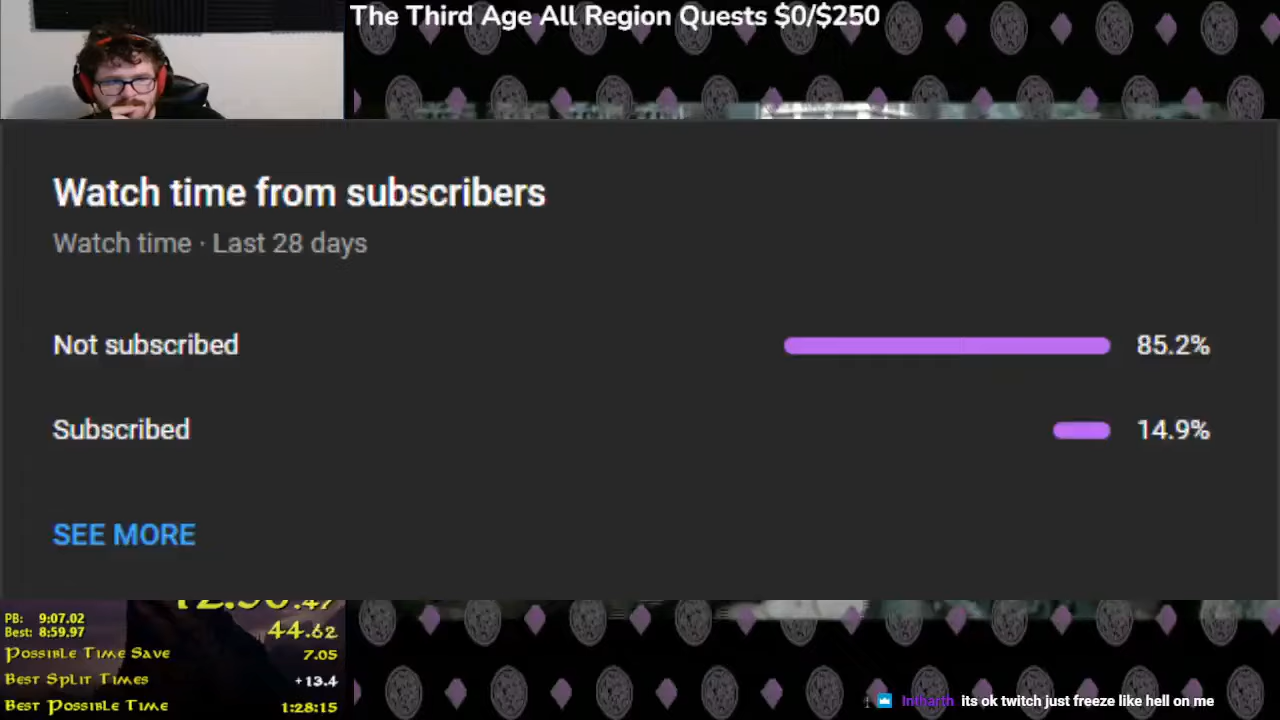 The Third Age All Region Quests $0/$250
Watch time from subscribers
Watch time · Last 28 days
Not subscribed 85.2%
Subscribed 14.9%
SEE MORE
PB: 9:07.02
Best: 8:59.97
44.62
Possible Time Save 7.05
Best Split Times +13.4
Best Possible Time 1:28:15
Intharth its ok twitch just freeze like hell on me